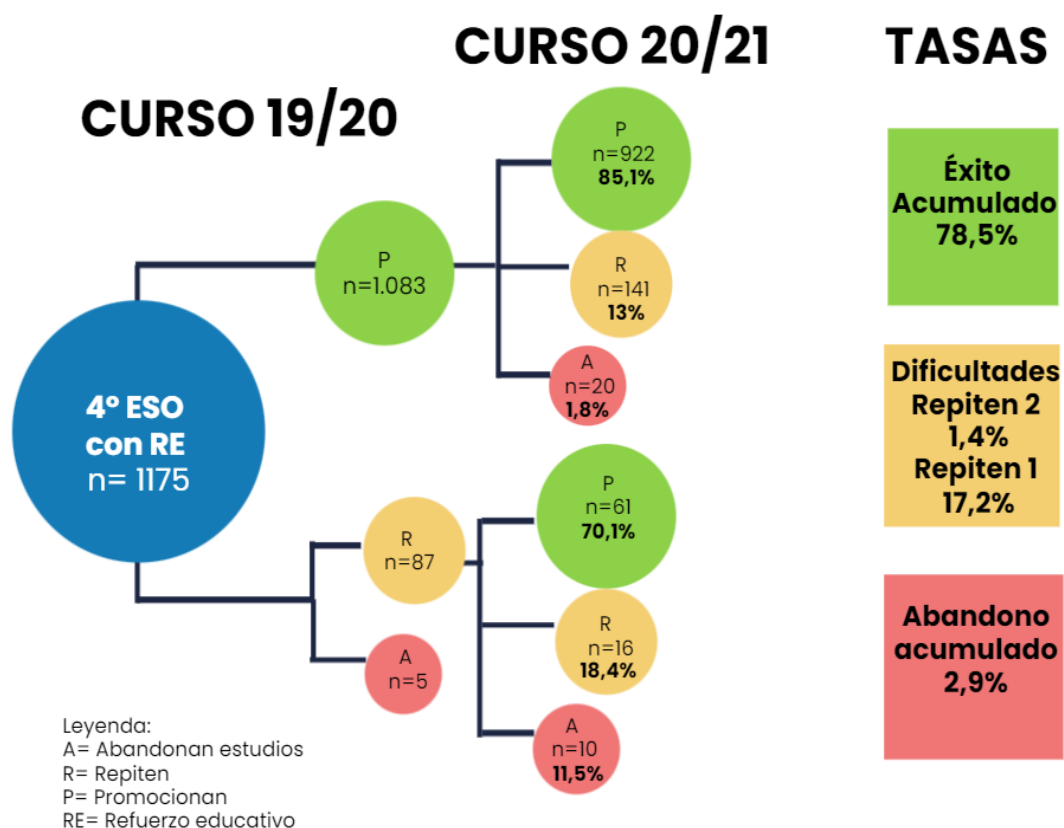 CURSO 20/21
TASAS
CURSO 19/20
4º ESO
con RE
n= 1175
P
n=1.083
P
n=922
85,1%
R
n=141
13%
A
n=20
1,8%
R
n=87
A
n=5
P
n=61
70,1%
R
n=16
18,4%
A
n=10
11,5%
Éxito
Acumulado
78,5%
Dificultades
Repiten 2
1,4%
Repiten 1
17,2%
Abandono
acumulado
2,9%
Leyenda:
A= Abandonan estudios
R= Repiten
P= Promocionan
RE= Refuerzo educativo